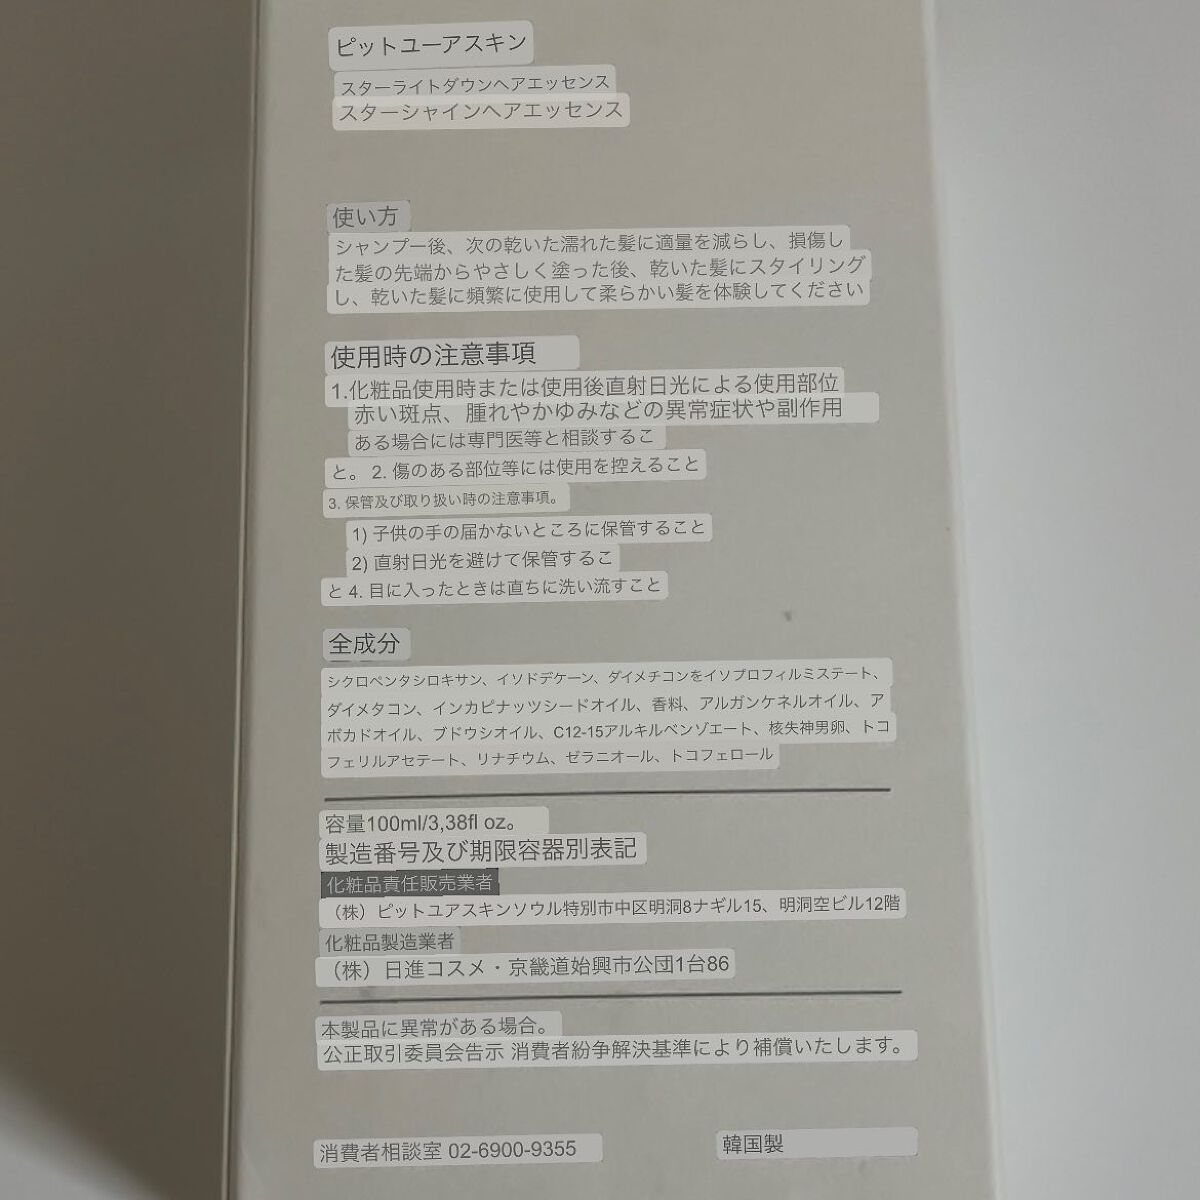 ピットユーアスキン
スターライトダウンヘアエッセンス
スターシャインヘアエッセンス
使い方
シャンプー後、次の乾いた濡れた髪に適量を減らし、損傷し
た髪の先端からやさしく塗った後、乾いた髪にスタイリング
し、乾いた髪に頻繁に使用して柔らかい髪を体験してください
使用時の注意事項
1.化粧品使用時または使用後直射日光による使用部位
赤い斑点、腫れやかゆみなどの異常症状や副作用
ある場合には専門医等と相談するこ
と。 2. 傷のある部位等には使用を控えること
3. 保管及び取り扱い時の注意事項。
1) 子供の手の届かないところに保管すること
2) 直射日光を避けて保管するこ
と 4. 目に入ったときは直ちに洗い流すこと
全成分
シクロペンタシロキサン、イソドデケーン、ダイメチコンをイソプロフィルミステート、
ダイメタコン、インカピナッツシードオイル、香料、アルガンケネルオイル、ア
ボカドオイル、ブドウシオイル、C12-15アルキルベンゾエート、核失神男卵、トコ
フェリルアセテート、リナチウム、ゼラニオール、トコフェロール
容量100ml/3,38fl oz。
製造番号及び期限容器別表記
化粧品責任販売業者
（株）ピットユアスキンソウル特別市中区明洞8ナギル15、明洞空ビル12階
化粧品製造業者
（株）日進コスメ・京畿道始興市公団1台86
本製品に異常がある場合。
公正取引委員会告示 消費者紛争解決基準により補償いたします。
消費者相談室 02-6900-9355
韓国製